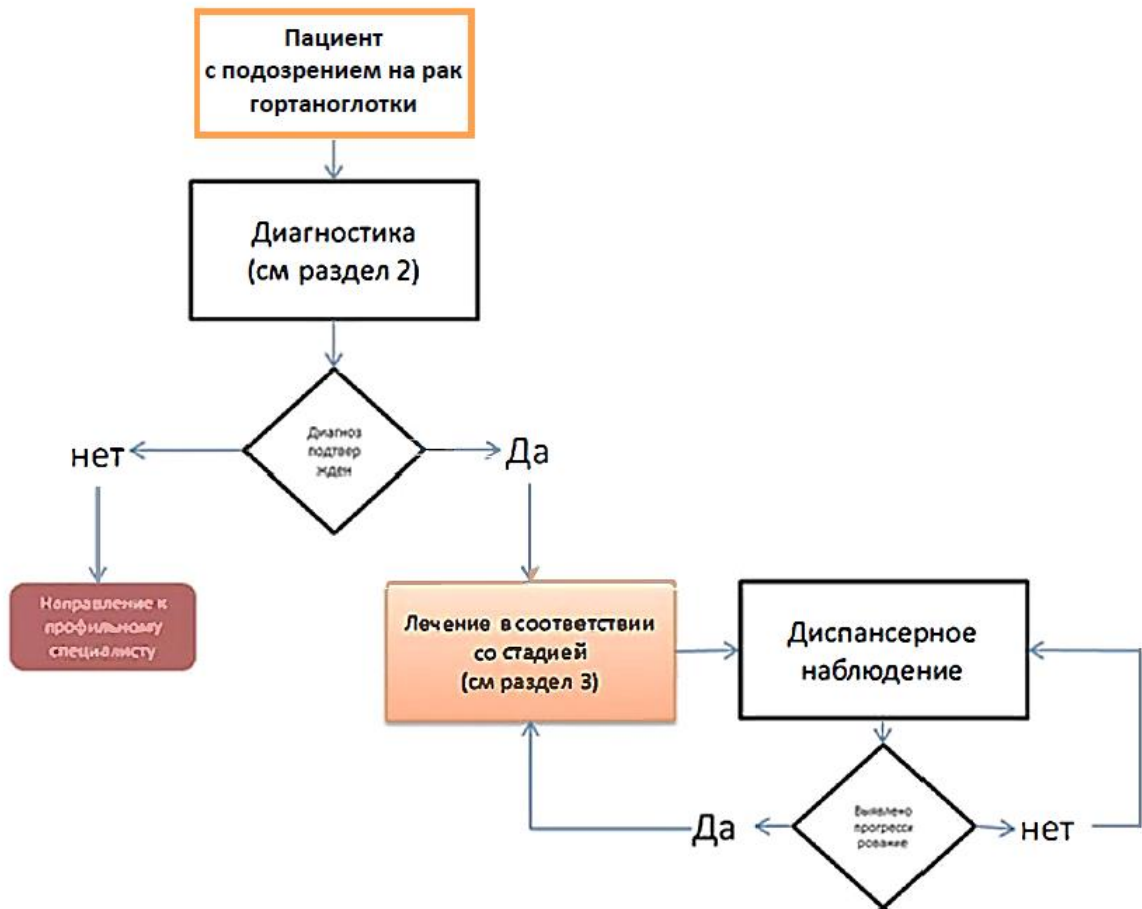 Пациент
с подозрением на рак
гортаноглотки
Диагностика
(см раздел 2)
Диагноз
подтвер
жден
нет
Да
Направление к
профильному
специалисту
Лечение в соответствии
со стадией
(см раздел 3)
Диспансерное
наблюдение
Выявлено
прогресси
рование
Да
нет